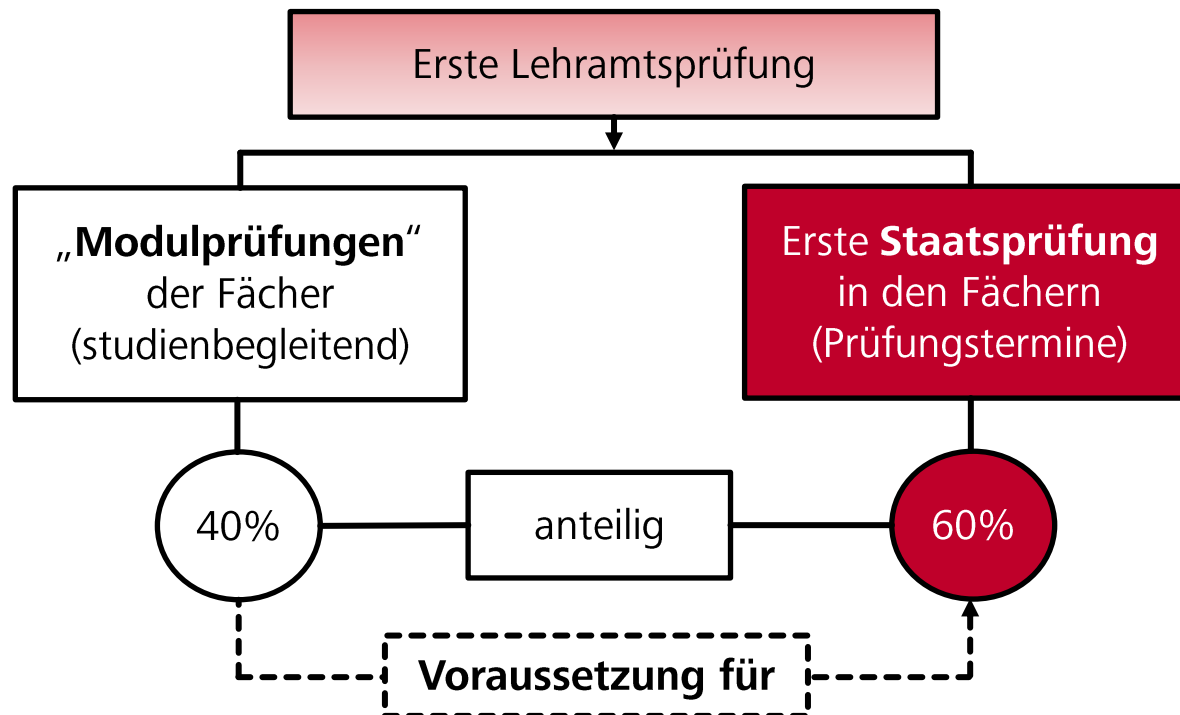 Erste Lehramtsprüfung
„Modulprüfungen“
der Fächer
(studienbegleitend)
Erste Staatsprüfung
in den Fächern
(Prüfungstermine)
40%
anteilig
60%
Voraussetzung für